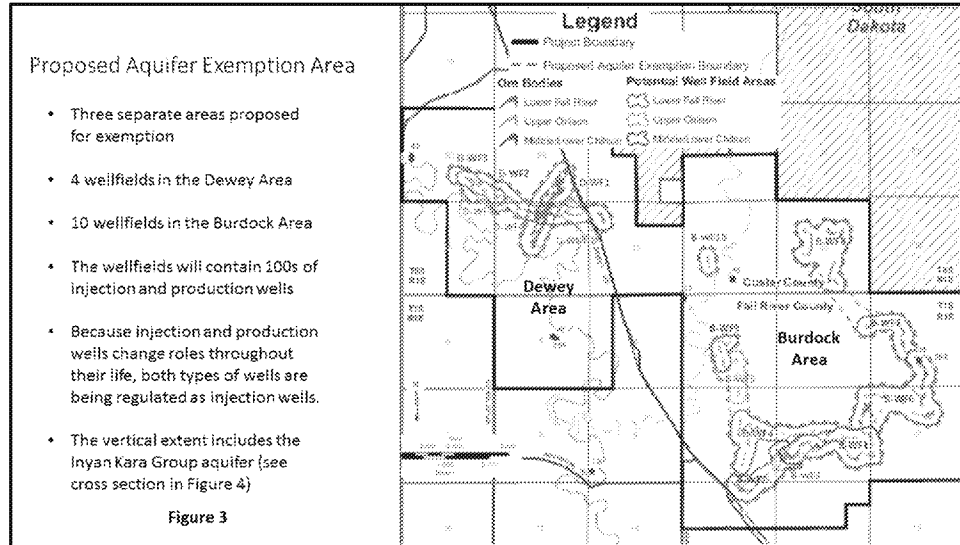 Proposed Aquifer Exemption Area
• Three separate areas proposed
for exemption
• 4 wellfields in the Dewey Area
• 10 wellfields in the Burdock Area
• The wellfields will contain 100s of
injection and production wells
• Because injection and production
wells change roles throughout
their life, both types of wells are
being regulated as injection wells.
• The vertical extent includes the
Inyan Kara Group aquifer (see
cross section in Figure 4)
Figure 3
South
Dakota
Legend
Project Boundary
Proposed Aquifer Exemption Boundary
Ore Bodies
Potential Well Field Areas
Lower Fall River
Lower Fall River
Upper Chilson
Upper Chilson
Middle/Lower Chilson
Middle/Lower Chilson
D-WF2
D-WF1
Custer County
Fall River County
Dewey
Area
Burdock
Area